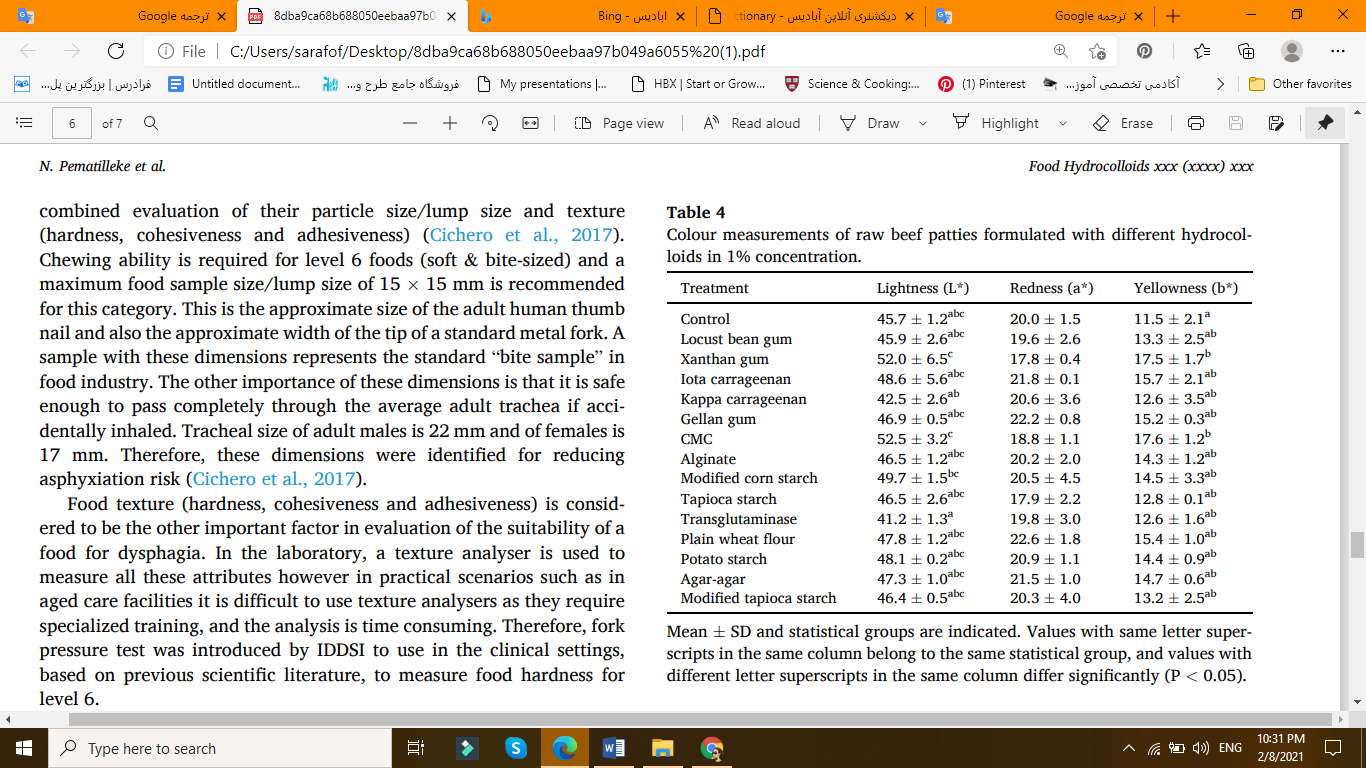 ترجمه Google
8dba9ca68b688050eebaa97b0
ابادیس - Bing
دیکشنری آنلاین آبادیس - ctionary
ترجمه Google
File
C:/Users/sarafof/Desktop/8dba9ca68b688050eebaa97b049a6055%20(1).pdf
فرادرس | بزرگترین پل...
Untitled document...
فروشگاه جامع طرح و...
My presentations |...
HBX | Start or Grow...
Science & Cooking:...
(1) Pinterest
آکادمی تخصصی آموز...
Other favorites
6 of 7
Page view
Read aloud
Draw
Highlight
Erase
N. Pematilleke et al.
Food Hydrocolloids xxx (xxxx) xxx
combined evaluation of their particle size/lump size and texture
(hardness, cohesiveness and adhesiveness) (Cichero et al., 2017).
Chewing ability is required for level 6 foods (soft & bite-sized) and a
maximum food sample size/lump size of 15 × 15 mm is recommended
for this category. This is the approximate size of the adult human thumb
nail and also the approximate width of the tip of a standard metal fork. A
sample with these dimensions represents the standard “bite sample” in
food industry. The other importance of these dimensions is that it is safe
enough to pass completely through the average adult trachea if acci-
dentally inhaled. Tracheal size of adult males is 22 mm and of females is
17 mm. Therefore, these dimensions were identified for reducing
asphyxiation risk (Cichero et al., 2017).
Food texture (hardness, cohesiveness and adhesiveness) is consid-
ered to be the other important factor in evaluation of the suitability of a
food for dysphagia. In the laboratory, a texture analyser is used to
measure all these attributes however in practical scenarios such as in
aged care facilities it is difficult to use texture analysers as they require
specialized training, and the analysis is time consuming. Therefore, fork
pressure test was introduced by IDDSI to use in the clinical settings,
based on previous scientific literature, to measure food hardness for
level 6.
Table 4
Colour measurements of raw beef patties formulated with different hydrocol-
loids in 1% concentration.
Treatment Lightness (L*) Redness (a*) Yellowness (b*)
Control 45.7 ± 1.2abc 20.0 ± 1.5 11.5 ± 2.1a
Locust bean gum 45.9 ± 2.6abc 19.6 ± 2.6 13.3 ± 2.5ab
Xanthan gum 52.0 ± 6.5c 17.8 ± 0.4 17.5 ± 1.7b
Iota carrageenan 48.6 ± 5.6abc 21.8 ± 0.1 15.7 ± 2.1ab
Kappa carrageenan 42.5 ± 2.6ab 20.6 ± 3.6 12.6 ± 3.5ab
Gellan gum 46.9 ± 0.5abc 22.2 ± 0.8 15.2 ± 0.3ab
CMC 52.5 ± 3.2c 18.8 ± 1.1 17.6 ± 1.2b
Alginate 46.5 ± 1.2abc 20.2 ± 2.0 14.3 ± 1.2ab
Modified corn starch 49.7 ± 1.5bc 20.5 ± 4.5 14.5 ± 3.3ab
Tapioca starch 46.5 ± 2.6abc 17.9 ± 2.2 12.8 ± 0.1ab
Transglutaminase 41.2 ± 1.3a 19.8 ± 3.0 12.6 ± 1.6ab
Plain wheat flour 47.8 ± 1.2abc 22.6 ± 1.8 15.4 ± 1.0ab
Potato starch 48.1 ± 0.2abc 20.9 ± 1.1 14.4 ± 0.9ab
Agar-agar 47.3 ± 1.0abc 21.5 ± 1.0 14.7 ± 0.6ab
Modified tapioca starch 46.4 ± 0.5abc 20.3 ± 4.0 13.2 ± 2.5ab
Mean ± SD and statistical groups are indicated. Values with same letter super-
scripts in the same column belong to the same statistical group, and values with
different letter superscripts in the same column differ significantly (P < 0.05).
Type here to search
ENG
10:31 PM
2/8/2021